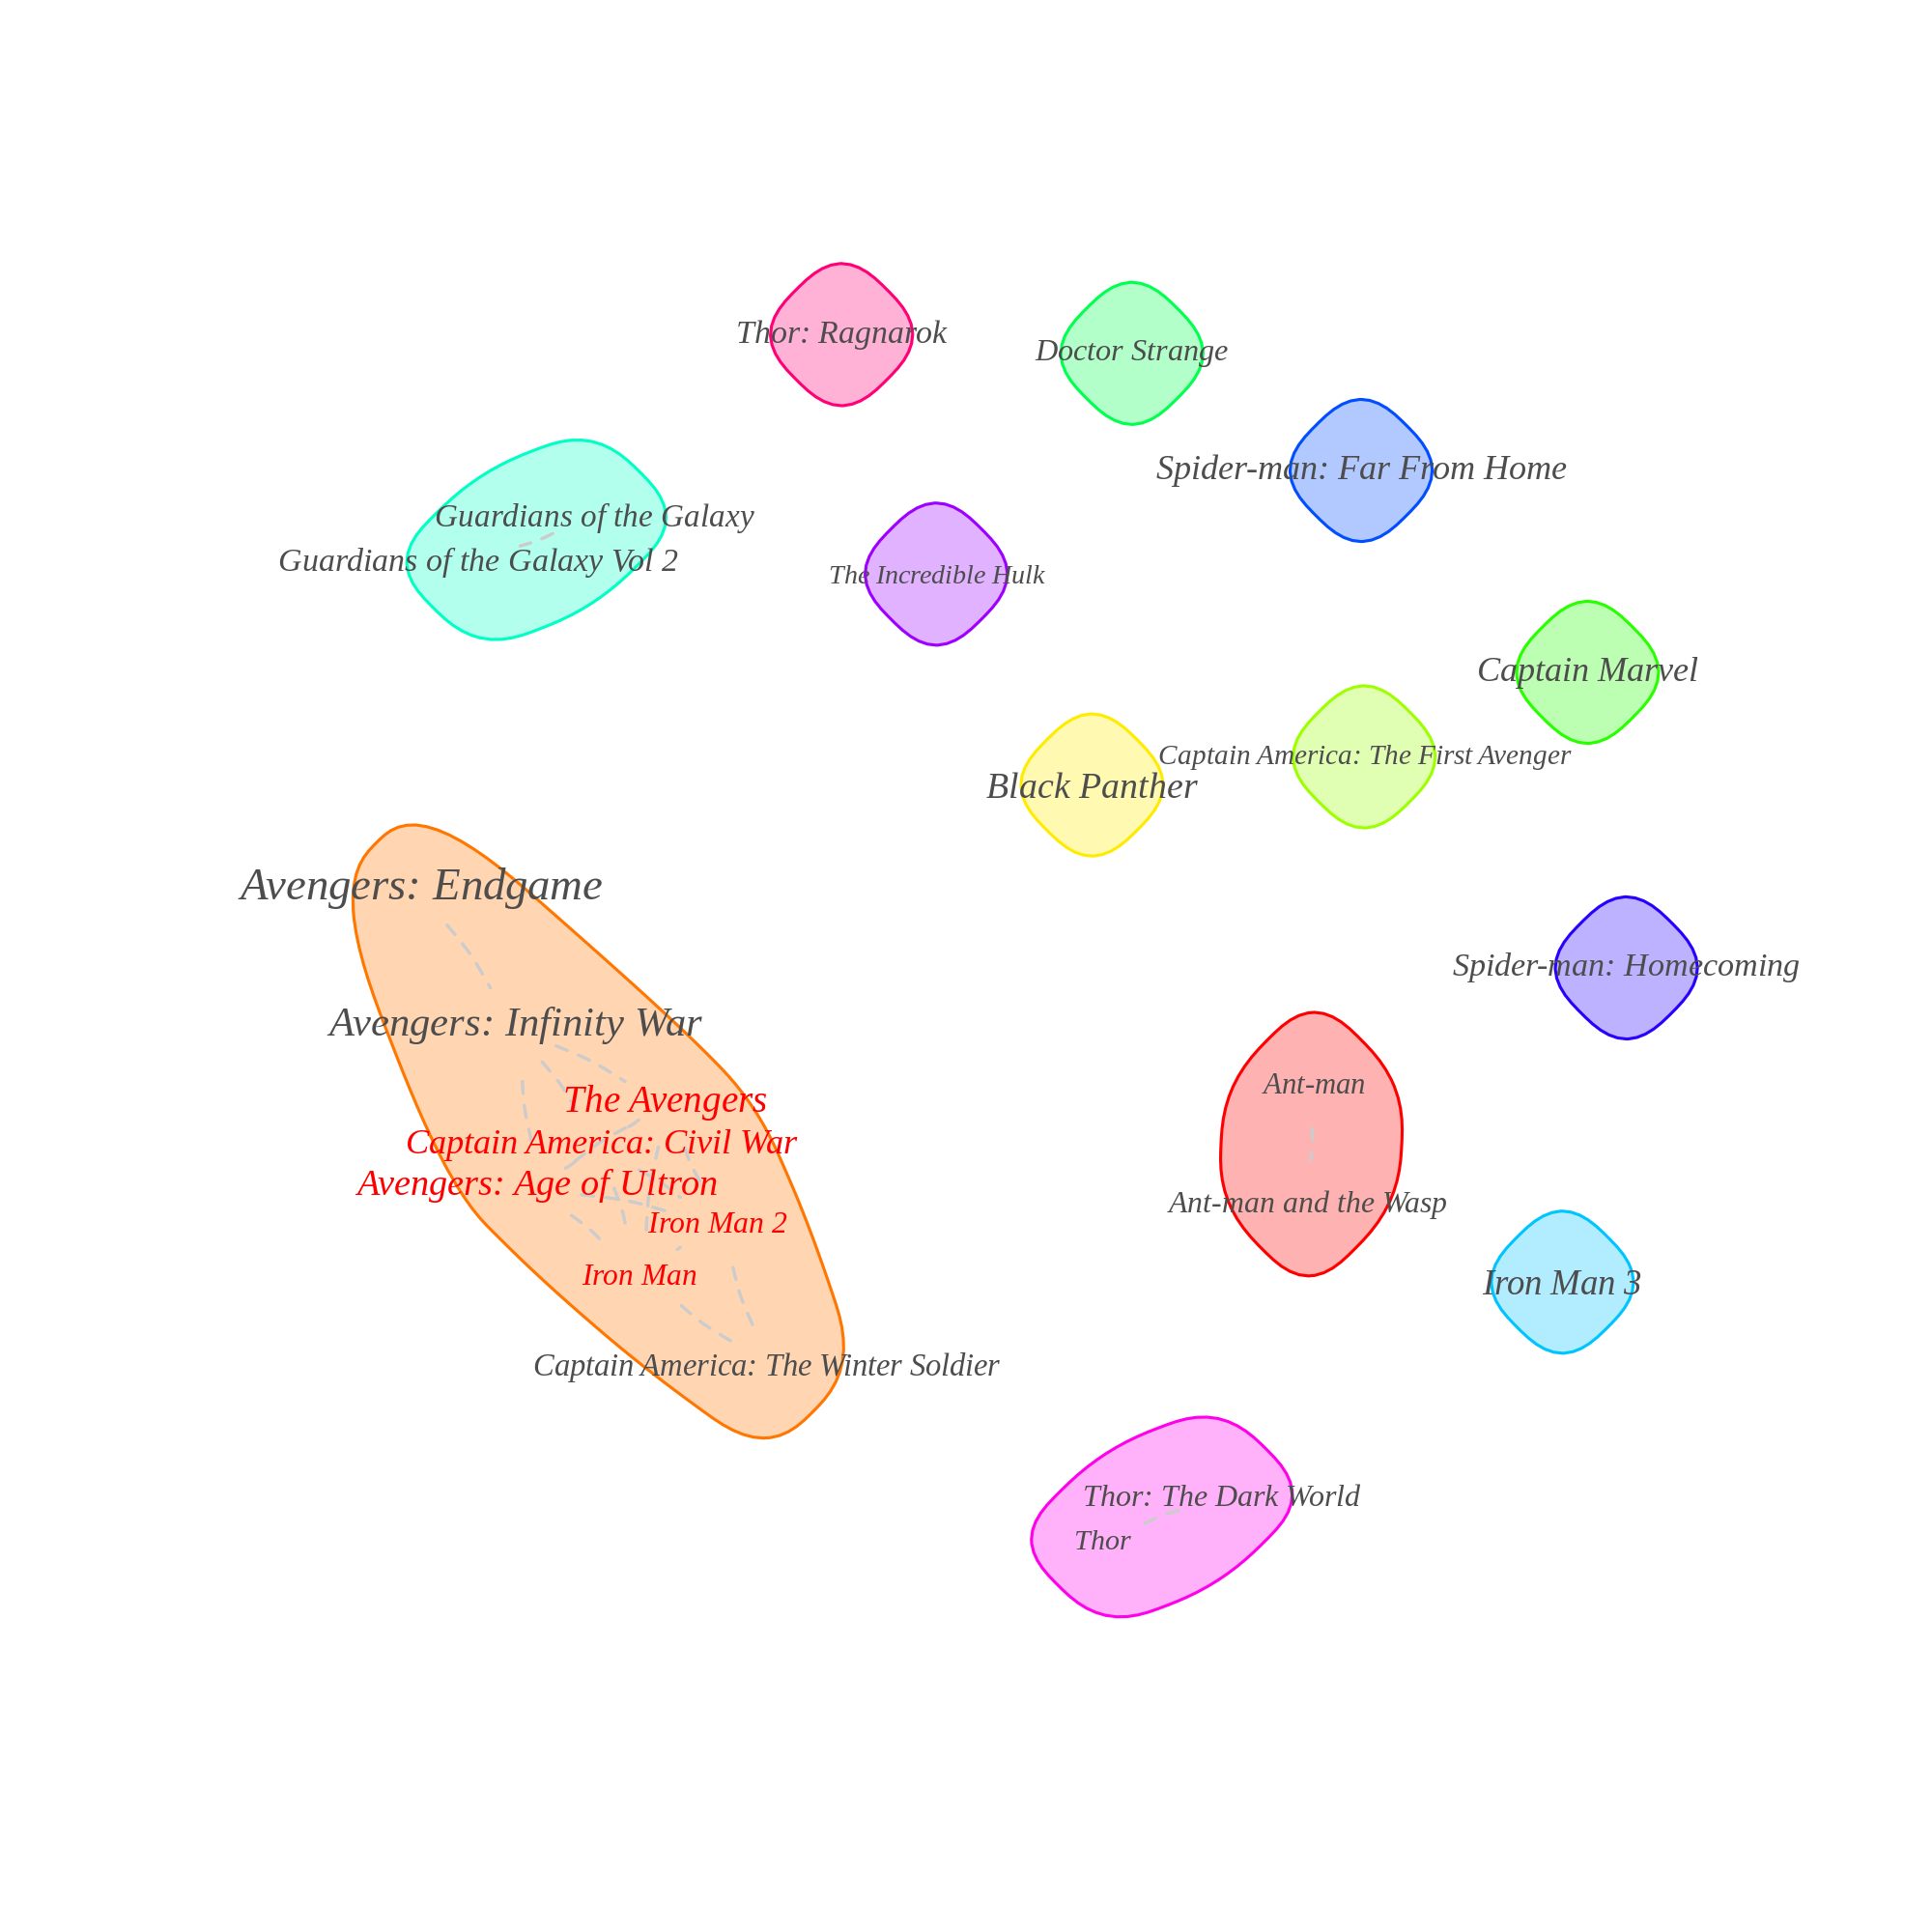 Thor: Ragnarok
Doctor Strange
Spider-man: Far From Home
Guardians of the Galaxy
Guardians of the Galaxy Vol 2
The Incredible Hulk
Captain Marvel
Captain America: The First Avenger
Black Panther
Avengers: Endgame
Spider-man: Homecoming
Avengers: Infinity War
Ant-man
The Avengers
Captain America: Civil War
Avengers: Age of Ultron
Ant-man and the Wasp
Iron Man 2
Iron Man
Iron Man 3
Captain America: The Winter Soldier
Thor: The Dark World
Thor